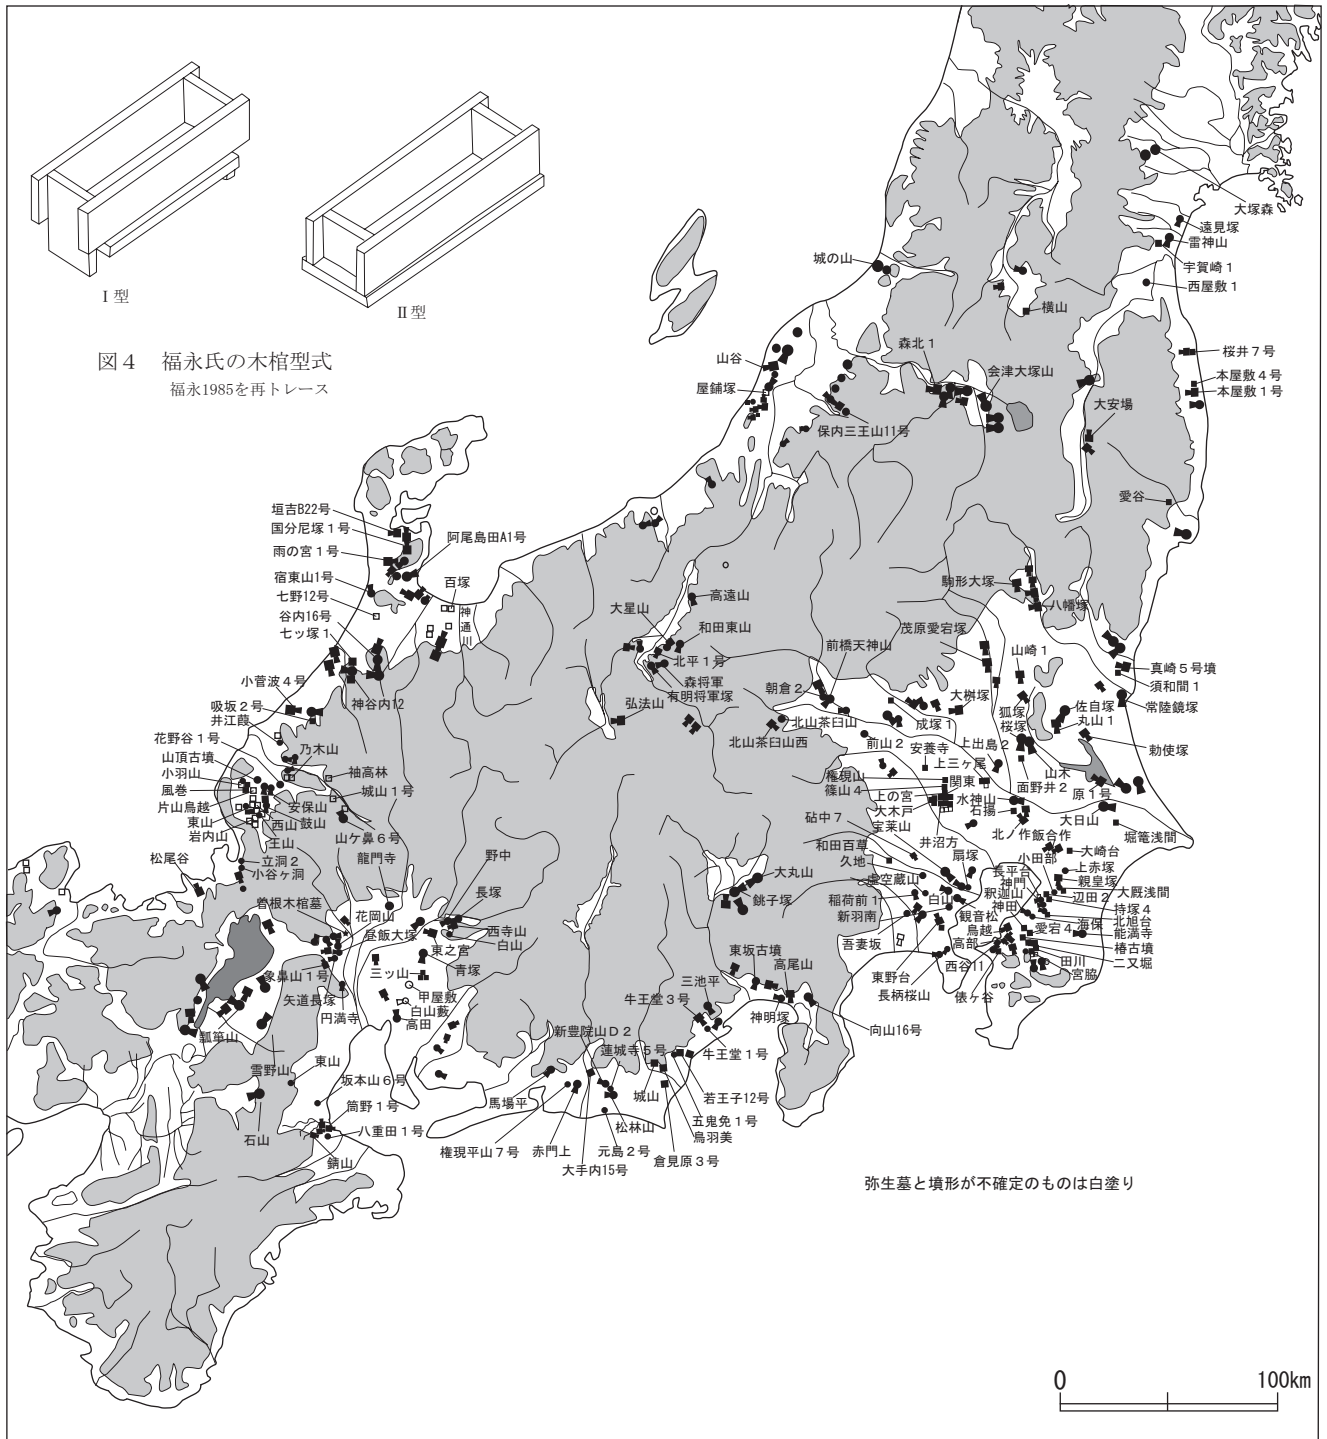 Ⅰ型
Ⅱ型
図4 福永氏の木棺型式
福永1985を再トレース
大塚森
遠見塚
雷神山
宇賀崎1
西屋敷1
城の山
横山
桜井7号
本屋敷4号
本屋敷1号
山谷
屋鋪塚
森北1
会津大塚山
大安場
保内三王山11号
愛谷
垣吉B22号
国分尼塚1号
雨の宮1号
阿尾島田A1号
宿東山1号
七野12号
百塚
神通川
谷内16号
七ッ塚1
高遠山
大星山
和田東山
北平1号
森将軍
有明将軍塚
弘法山
駒形大塚
八幡塚
茂原愛宕塚
前橋天神山
山崎1
真崎5号墳
須和間1
常陸鏡塚
朝倉2
大桝塚
狐塚
桜塚
佐自塚
丸山1
勅使塚
小菅波4号
神谷内12
吸坂2号
井江葭
花野谷1号
乃木山
山頂古墳
小羽山
風巻
袖高林
城山1号
片山鳥越
安保山
東山
西山
鼓山
岩内山
王山
山ケ鼻6号
北山茶臼山
北山茶臼山西
成塚1
前山2
安養寺
上出島2
上三ヶ尾
山木
面野井2
原1号
権現山
篠山4
関東
上の宮
水神山
石揚
大木戸
大日山
堀篭浅間
砧中7
宝莱山
井沼方
北ノ作
飯合作
松尾谷
立洞2
小谷ヶ洞
龍門寺
野中
長塚
和田百草
久地
扇塚
小田部
大崎台
長平台
神門
上赤塚
親皇塚
曽根木棺墓
花岡山
昼飯大塚
西寺山
白山
大丸山
銚子塚
虚空蔵山
稲荷前1
白山
釈迦山
神田
辺田2
大厩浅間
持塚4
新羽南
観音松
鳥越
北旭台
愛宕4
海保
能満寺
東之宮
青塚
三ッ山
象鼻山1号
東坂古墳
高尾山
吾妻坂
高部
椿古墳
二又堀
西谷11
田川
宮脇
矢道長塚
円満寺
甲屋敷
白山藪
高田
三池平
牛王堂3号
神明塚
東野台
長柄桜山
俵ヶ谷
向山16号
瓢箪山
新豊院山D2
蓮城寺5号
牛王堂1号
雪野山
東山
坂本山6号
筒野1号
八重田1号
石山
錆山
馬場平
城山
若王子12号
五鬼免1号
鳥羽美
倉見原3号
松林山
権現平山7号
赤門上
元島2号
大手内15号
弥生墓と墳形が不確定のものは白塗り
0 100km